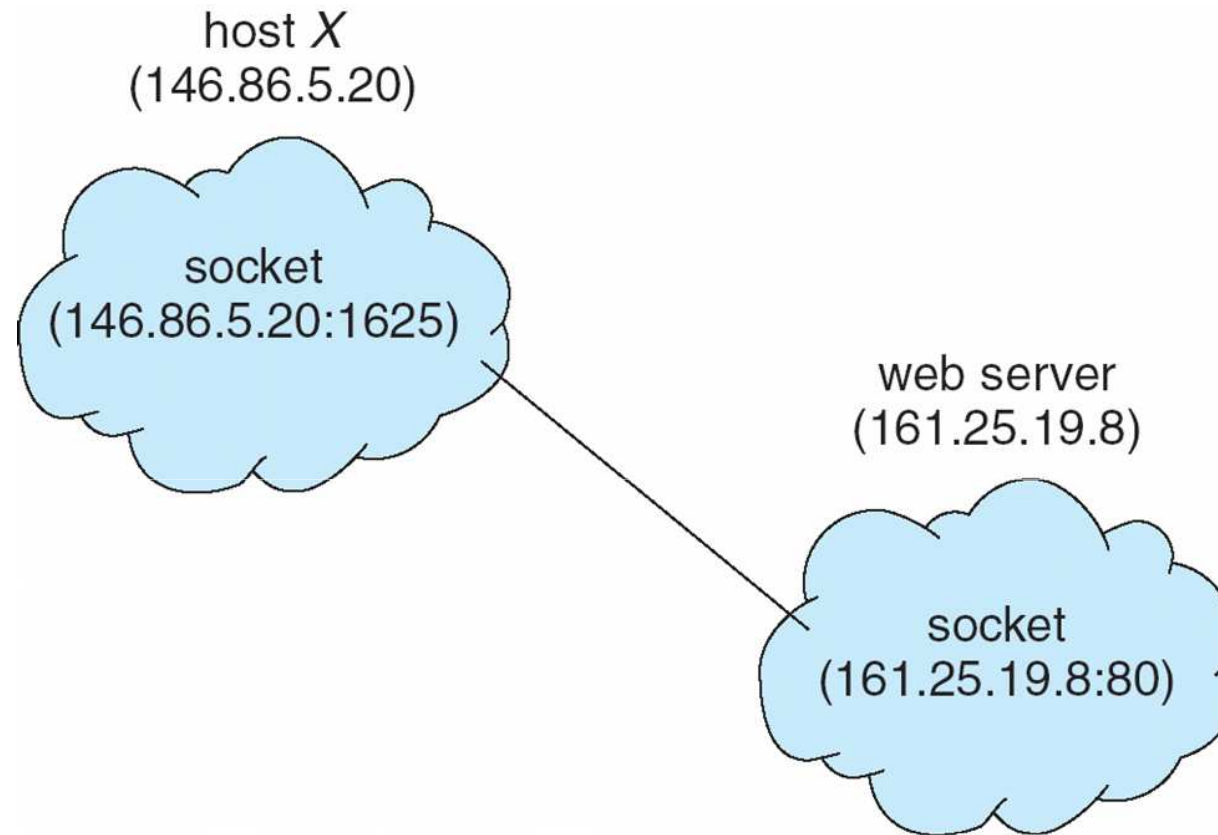 host X
(146.86.5.20)
socket
(146.86.5.20:1625)
web server
(161.25.19.8)
socket
(161.25.19.8:80)